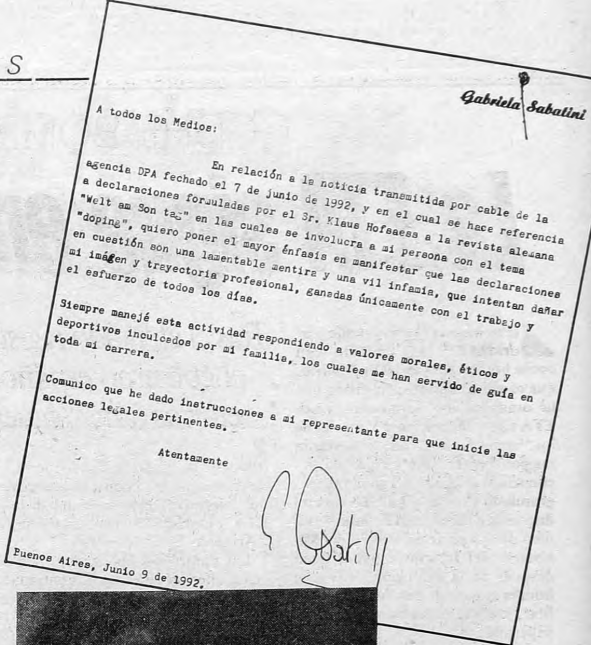 S
Gabriela Sabatini
A todos los Medios:
En relación a la noticia transmitida por cable de la
agencia DPA fechado el 7 de junio de 1992, y en el cual se hace referencia
a declaraciones formuladas por el Sr. Klaus Hofsaess a la revista alemana
"Welt am Son tag" en las cuales se involucra a mi persona con el tema
"doping", quiero poner el mayor énfasis en manifestar que las declaraciones
en cuestión son una lamentable mentira y una vil infamia, que intentan dañar
mi imágen y trayectoria profesional, ganadas únicamente con el trabajo y
el esfuerzo de todos los días.
Siempre manejé esta actividad respondiendo a valores morales, éticos y
deportivos inculcados por mi familia, los cuales me han servido de guía en
toda mi carrera.
Comunico que he dado instrucciones a mi representante para que inicie las
acciones legales pertinentes.
Atentamente
Buenos Aires, Junio 9 de 1992.